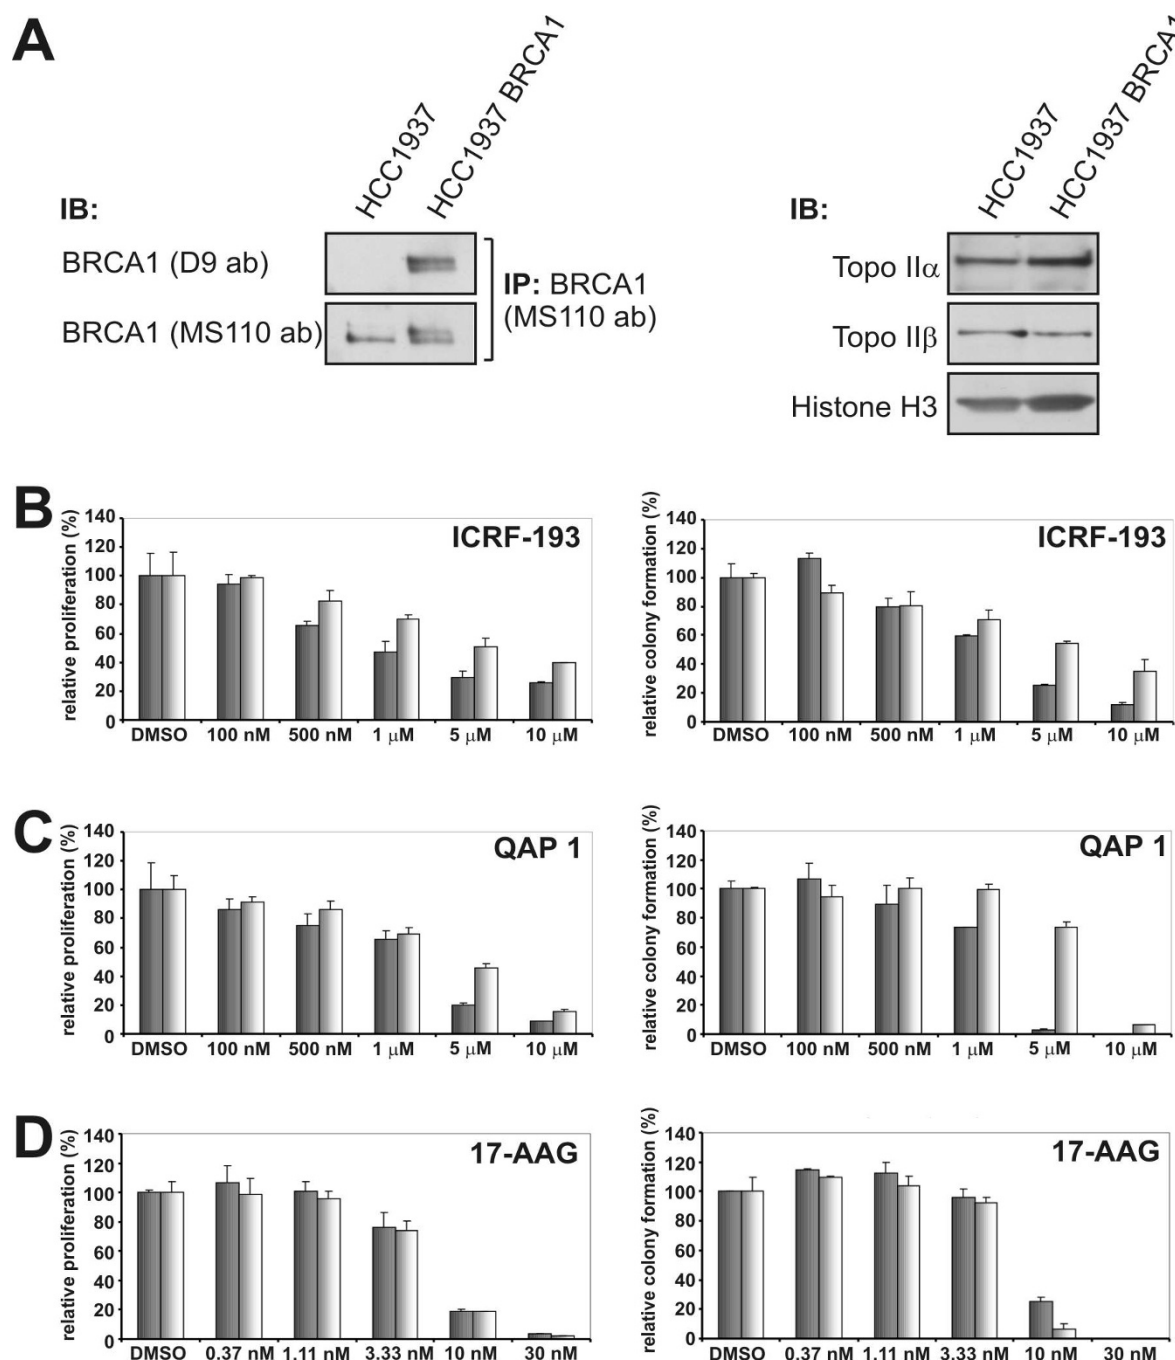 A
HCC1937
HCC1937 BRCA1
IB:
BRCA1 (D9 ab)
BRCA1 (MS110 ab)
IP: BRCA1
(MS110 ab)
HCC1937
HCC1937 BRCA1
IB:
Topo IIα
Topo IIβ
Histone H3
B
relative proliferation (%)
140
120
100
80
60
40
20
0
ICRF-193
DMSO 100 nM 500 nM 1 µM 5 µM 10 µM
relative colony formation (%)
140
120
100
80
60
40
20
0
ICRF-193
DMSO 100 nM 500 nM 1 µM 5 µM 10 µM
C
relative proliferation (%)
140
120
100
80
60
40
20
0
QAP 1
DMSO 100 nM 500 nM 1 µM 5 µM 10 µM
relative colony formation (%)
140
120
100
80
60
40
20
0
QAP 1
DMSO 100 nM 500 nM 1 µM 5 µM 10 µM
D
relative proliferation (%)
140
120
100
80
60
40
20
0
17-AAG
DMSO 0.37 nM 1.11 nM 3.33 nM 10 nM 30 nM
relative colony formation (%)
140
120
100
80
60
40
20
0
17-AAG
DMSO 0.37 nM 1.11 nM 3.33 nM 10 nM 30 nM